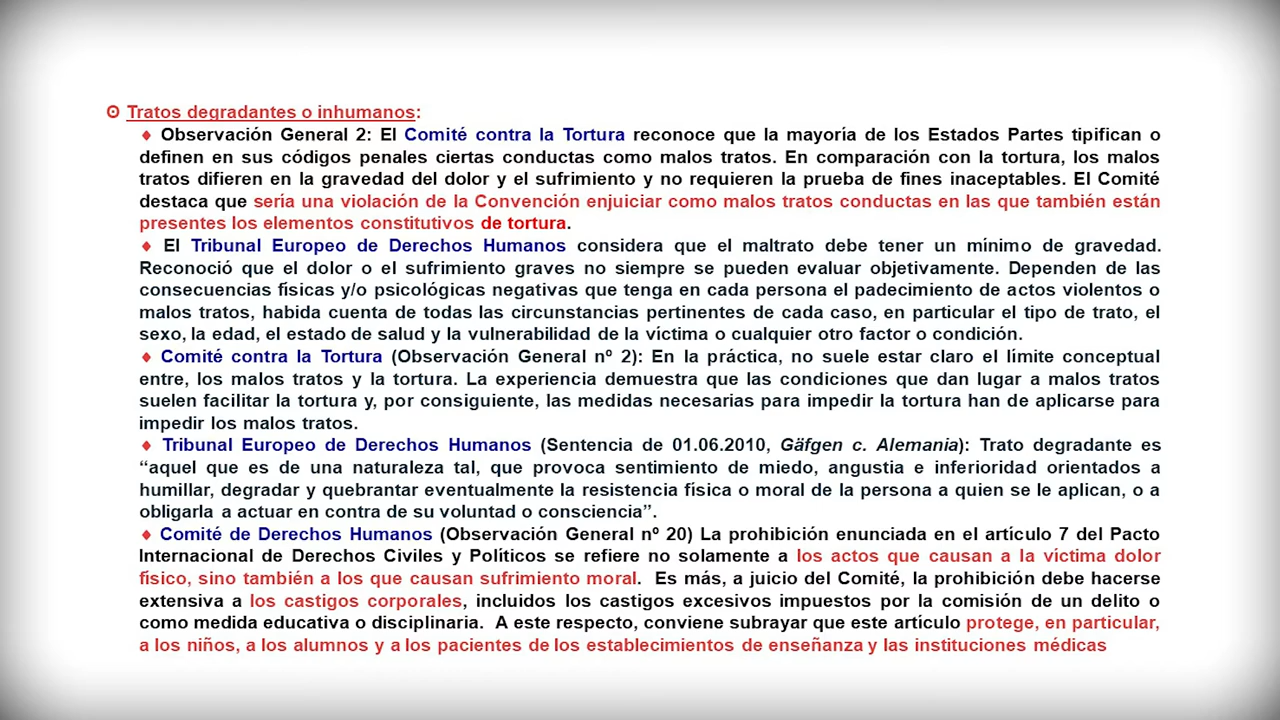 ⊙ Tratos degradantes o inhumanos:
♦ Observación General 2: El Comité contra la Tortura reconoce que la mayoría de los Estados Partes tipifican o
definen en sus códigos penales ciertas conductas como malos tratos. En comparación con la tortura, los malos
tratos difieren en la gravedad del dolor y el sufrimiento y no requieren la prueba de fines inaceptables. El Comité
destaca que sería una violación de la Convención enjuiciar como malos tratos conductas en las que también están
presentes los elementos constitutivos de tortura.
♦ El Tribunal Europeo de Derechos Humanos considera que el maltrato debe tener un mínimo de gravedad.
Reconoció que el dolor o el sufrimiento graves no siempre se pueden evaluar objetivamente. Dependen de las
consecuencias físicas y/o psicológicas negativas que tenga en cada persona el padecimiento de actos violentos o
malos tratos, habida cuenta de todas las circunstancias pertinentes de cada caso, en particular el tipo de trato, el
sexo, la edad, el estado de salud y la vulnerabilidad de la víctima o cualquier otro factor o condición.
♦ Comité contra la Tortura (Observación General nº 2): En la práctica, no suele estar claro el límite conceptual
entre, los malos tratos y la tortura. La experiencia demuestra que las condiciones que dan lugar a malos tratos
suelen facilitar la tortura y, por consiguiente, las medidas necesarias para impedir la tortura han de aplicarse para
impedir los malos tratos.
♦ Tribunal Europeo de Derechos Humanos (Sentencia de 01.06.2010, Gäfgen c. Alemania): Trato degradante es
“aquel que es de una naturaleza tal, que provoca sentimiento de miedo, angustia e inferioridad orientados a
humillar, degradar y quebrantar eventualmente la resistencia física o moral de la persona a quien se le aplican, o a
obligarla a actuar en contra de su voluntad o consciencia”.
♦ Comité de Derechos Humanos (Observación General nº 20) La prohibición enunciada en el artículo 7 del Pacto
Internacional de Derechos Civiles y Políticos se refiere no solamente a los actos que causan a la víctima dolor
físico, sino también a los que causan sufrimiento moral. Es más, a juicio del Comité, la prohibición debe hacerse
extensiva a los castigos corporales, incluidos los castigos excesivos impuestos por la comisión de un delito o
como medida educativa o disciplinaria. A este respecto, conviene subrayar que este artículo protege, en particular,
a los niños, a los alumnos y a los pacientes de los establecimientos de enseñanza y las instituciones médicas